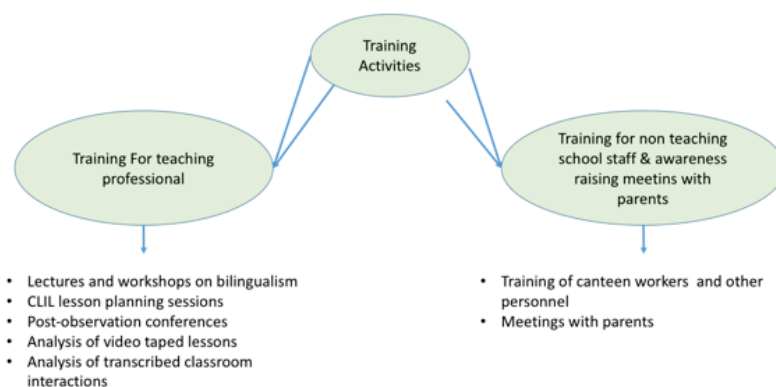 Training
Activities
Training For teaching
professional
Training for non teaching
school staff & awareness
raising meetins with
parents
• Lectures and workshops on bilingualism
• CLIL lesson planning sessions
• Post-observation conferences
• Analysis of video taped lessons
• Analysis of transcribed classroom
interactions
• Training of canteen workers and other
personnel
• Meetings with parents